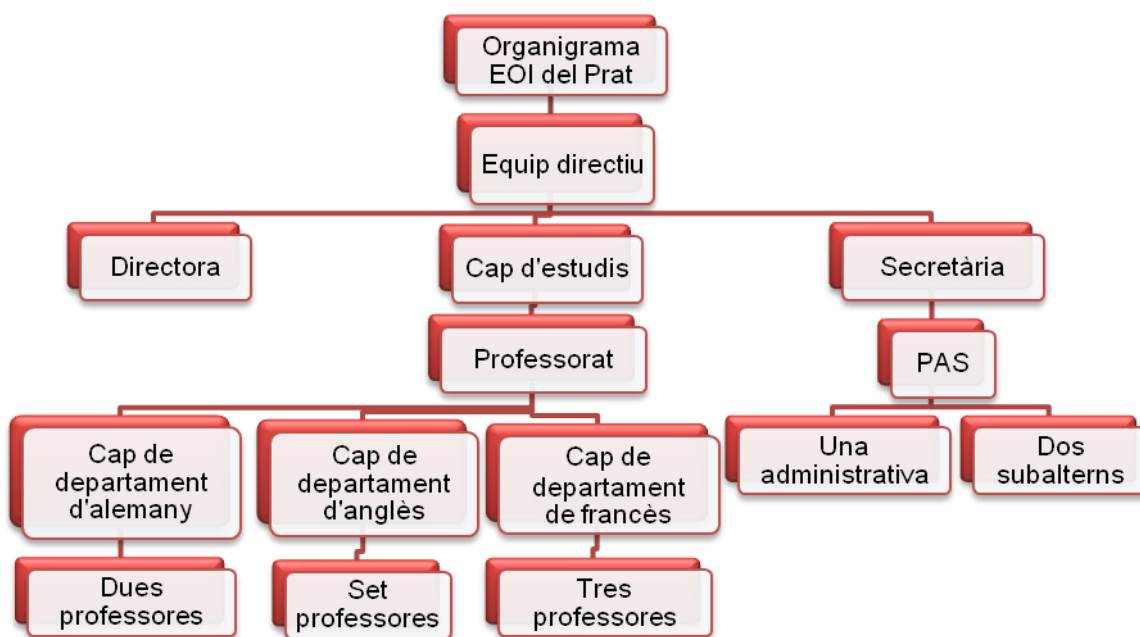 Organigrama
EOI del Prat
Equip directiu
Directora
Cap d'estudis
Secretària
Professorat
PAS
Cap de
departament
d'alemany
Cap de
departament
d'anglès
Cap de
departament
de francès
Una
administrativa
Dos
subalterns
Dues
professores
Set
professores
Tres
professores